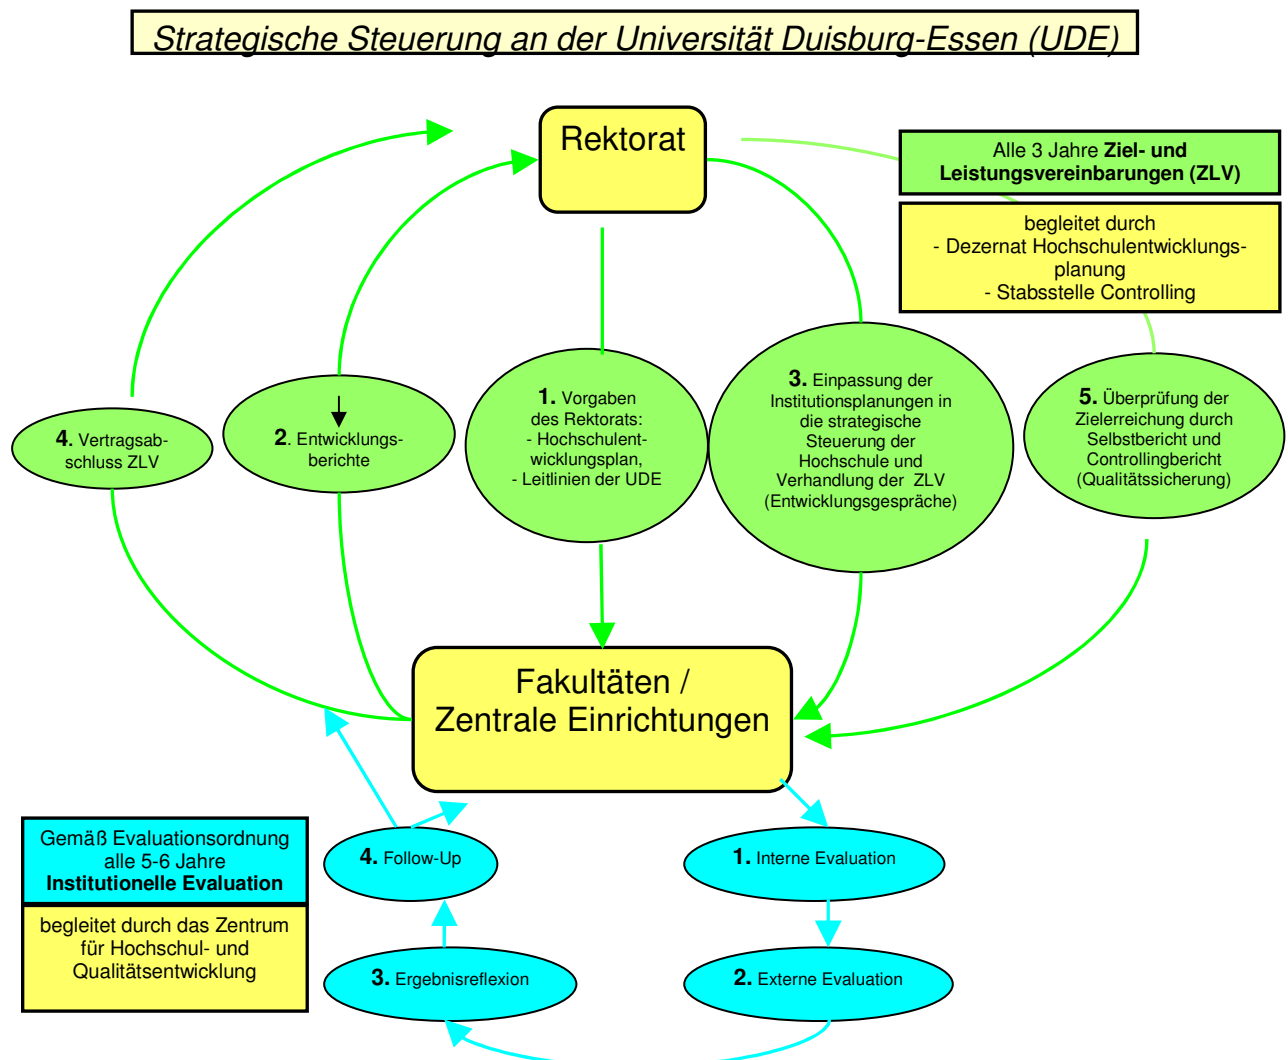 Strategische Steuerung an der Universität Duisburg-Essen (UDE)
Rektorat
Alle 3 Jahre Ziel- und
Leistungsvereinbarungen (ZLV)
begleitet durch
- Dezernat Hochschulentwicklungs-
planung
- Stabsstelle Controlling
4. Vertragsab-
schluss ZLV
2. Entwicklungs-
berichte
1. Vorgaben
des Rektorats:
- Hochschulent-
wicklungsplan,
- Leitlinien der UDE
3. Einpassung der
Institutionsplanungen in
die strategische
Steuerung der
Hochschule und
Verhandlung der ZLV
(Entwicklungsgespräche)
5. Überprüfung der
Zielerreichung durch
Selbstbericht und
Controllingbericht
(Qualitätssicherung)
Fakultäten /
Zentrale Einrichtungen
Gemäß Evaluationsordnung
alle 5-6 Jahre
Institutionelle Evaluation
begleitet durch das Zentrum
für Hochschul- und
Qualitätsentwicklung
4. Follow-Up
1. Interne Evaluation
3. Ergebnisreflexion
2. Externe Evaluation